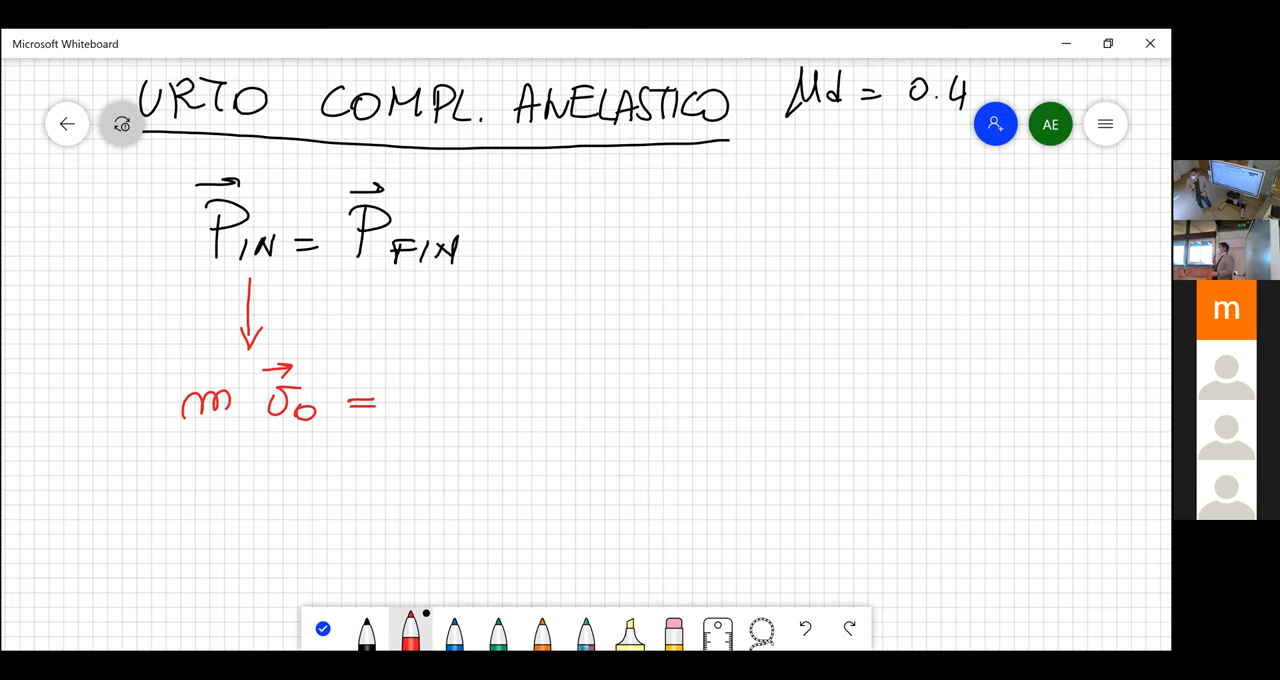 Microsoft Whiteboard
URTO COMPL. ANELASTICO μd = 0.4
AE
P⃗IN = P⃗FIN
m
m v⃗0 =